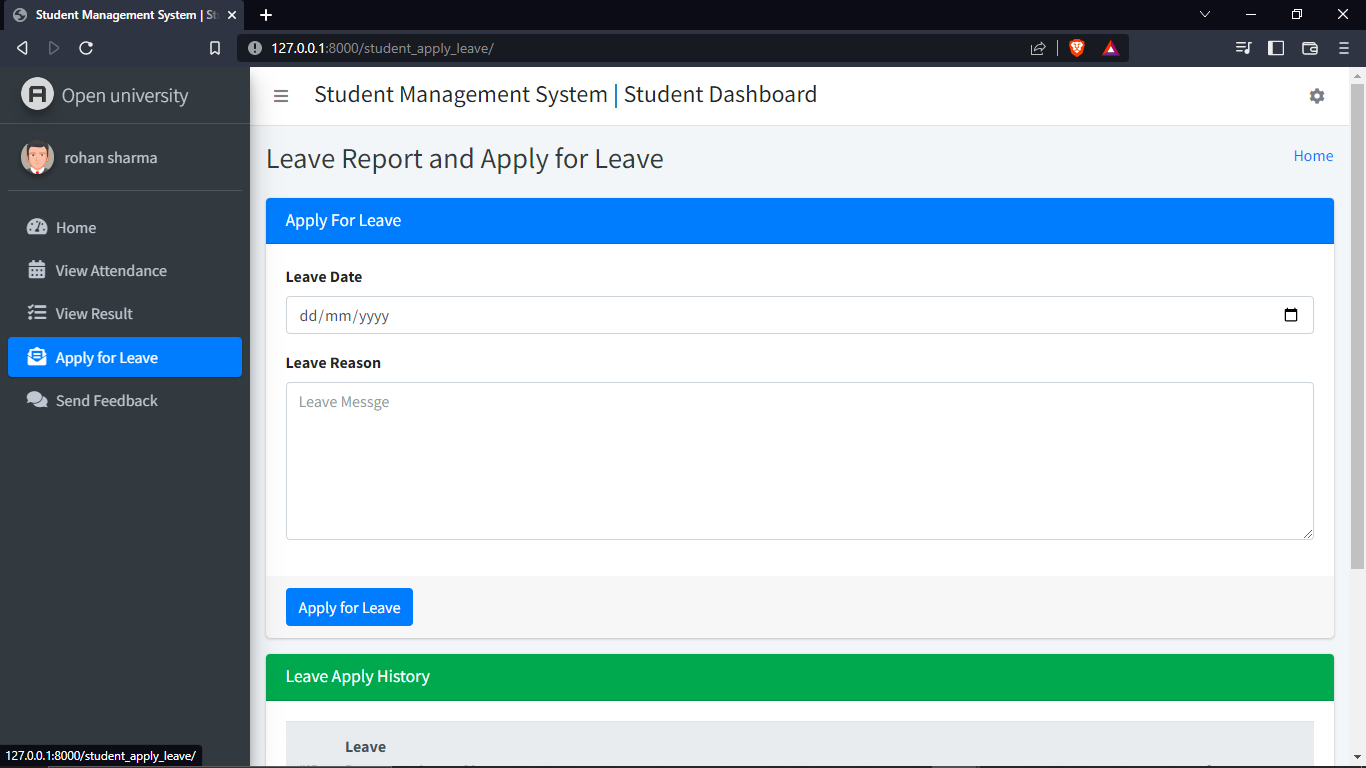 Student Management System | St
127.0.0.1:8000/student_apply_leave/
Open university
Student Management System | Student Dashboard
rohan sharma
Leave Report and Apply for Leave
Home
Home
View Attendance
View Result
Apply for Leave
Send Feedback
Apply For Leave
Leave Date
dd/mm/yyyy
Leave Reason
Leave Messge
Apply for Leave
Leave Apply History
Leave
127.0.0.1:8000/student_apply_leave/